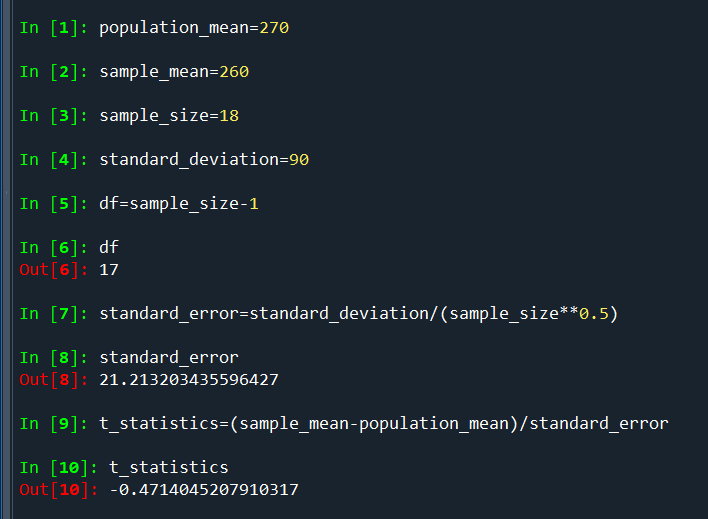 In [1]: population_mean=270
In [2]: sample_mean=260
In [3]: sample_size=18
In [4]: standard_deviation=90
In [5]: df=sample_size-1
In [6]: df
Out[6]: 17
In [7]: standard_error=standard_deviation/(sample_size**0.5)
In [8]: standard_error
Out[8]: 21.213203435596427
In [9]: t_statistics=(sample_mean-population_mean)/standard_error
In [10]: t_statistics
Out[10]: -0.4714045207910317